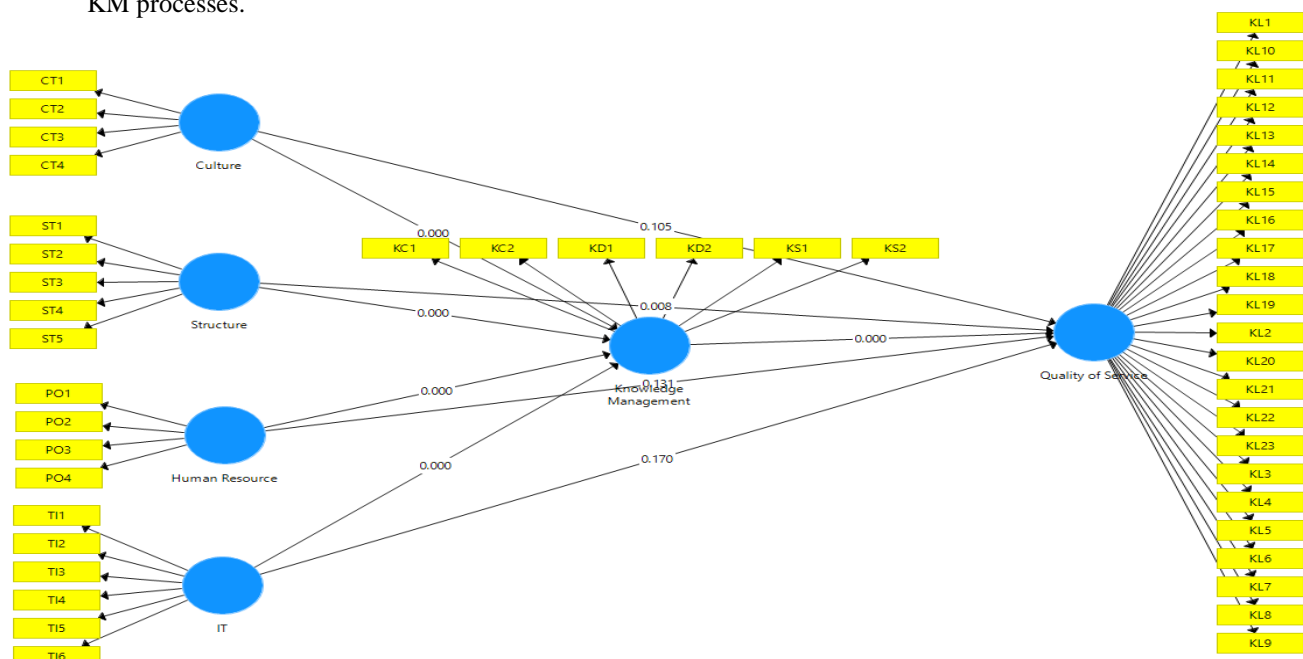 KM processes.
CT1
CT2
CT3
CT4
Culture
ST1
ST2
ST3
ST4
ST5
Structure
PO1
PO2
PO3
PO4
Human Resource
TI1
TI2
TI3
TI4
TI5
TI6
IT
0.000
0.000
0.000
0.000
KC1
KC2
KD1
KD2
KS1
KS2
Knowledge
Management
0.105
0.008
0.000
0.131
0.170
Quality of Service
KL1
KL10
KL11
KL12
KL13
KL14
KL15
KL16
KL17
KL18
KL19
KL2
KL20
KL21
KL22
KL23
KL3
KL4
KL5
KL6
KL7
KL8
KL9